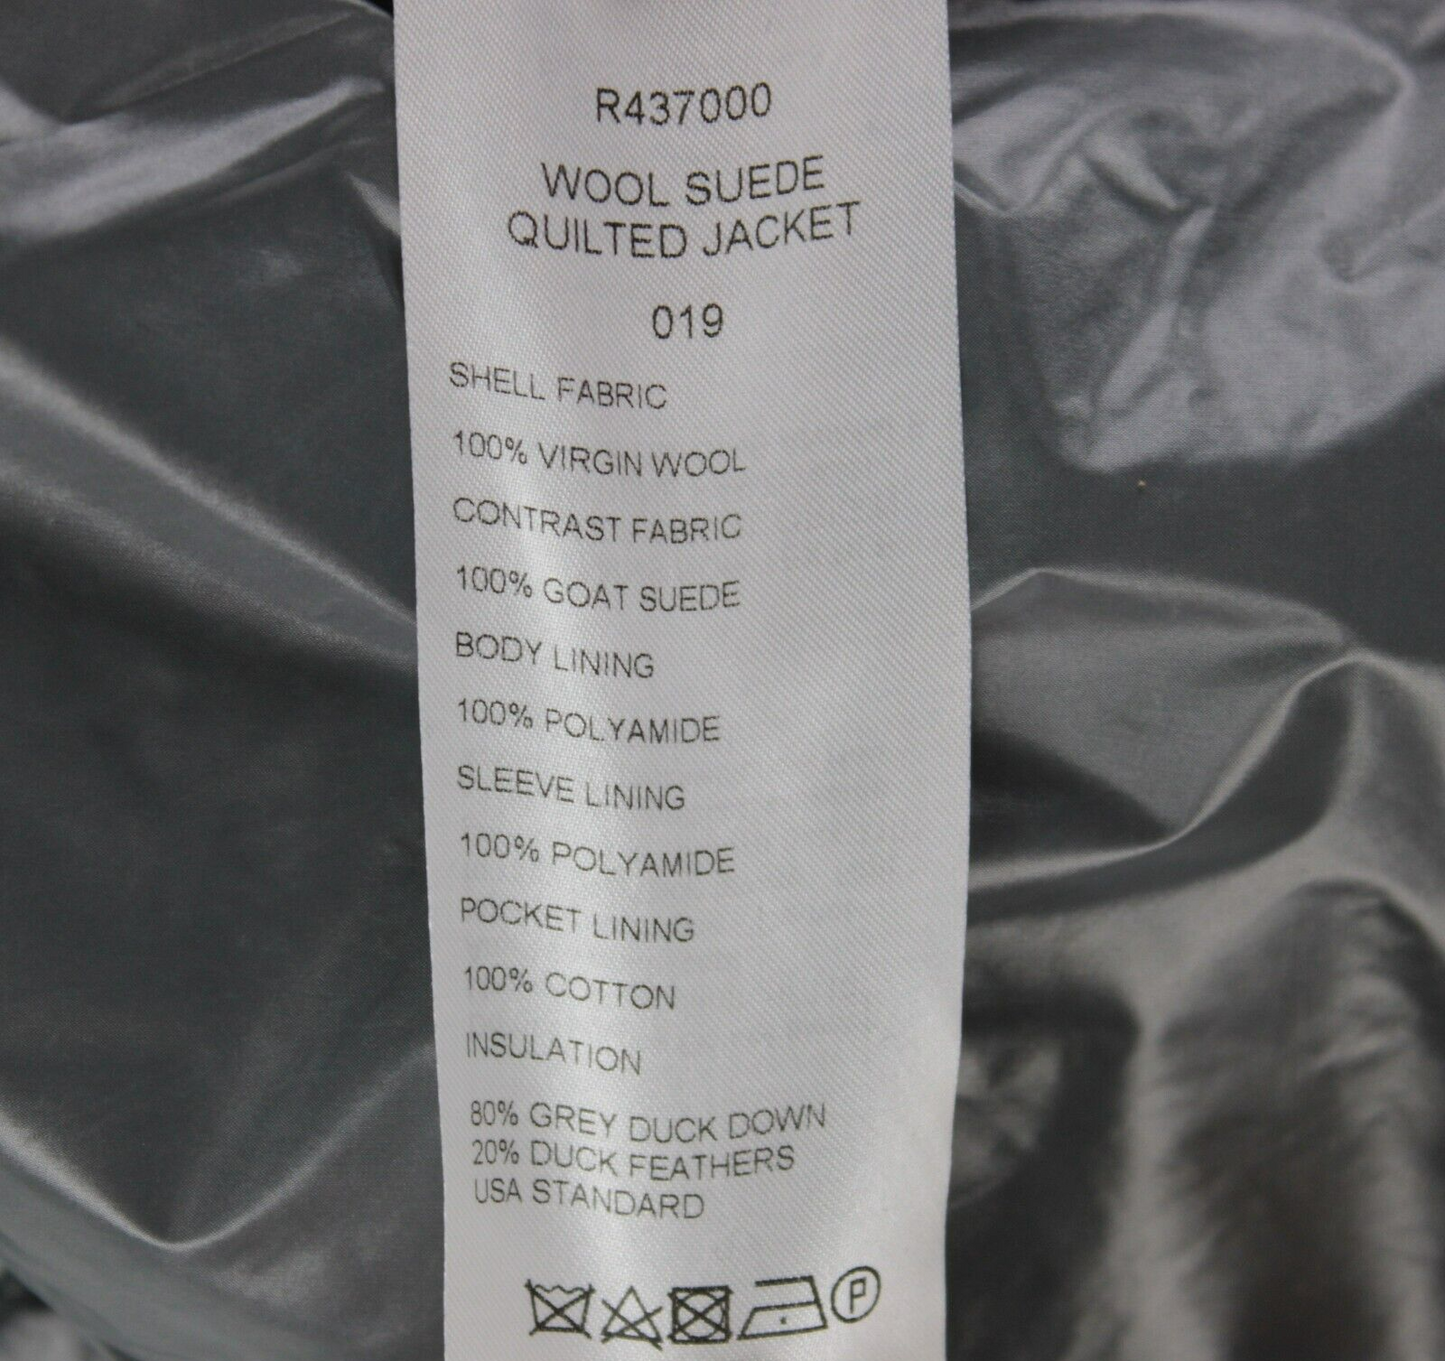 R437000
WOOL SUEDE
QUILTED JACKET
019
SHELL FABRIC
100% VIRGIN WOOL
CONTRAST FABRIC
100% GOAT SUEDE
BODY LINING
100% POLYAMIDE
SLEEVE LINING
100% POLYAMIDE
POCKET LINING
100% COTTON
INSULATION
80% GREY DUCK DOWN
20% DUCK FEATHERS
USA STANDARD
P